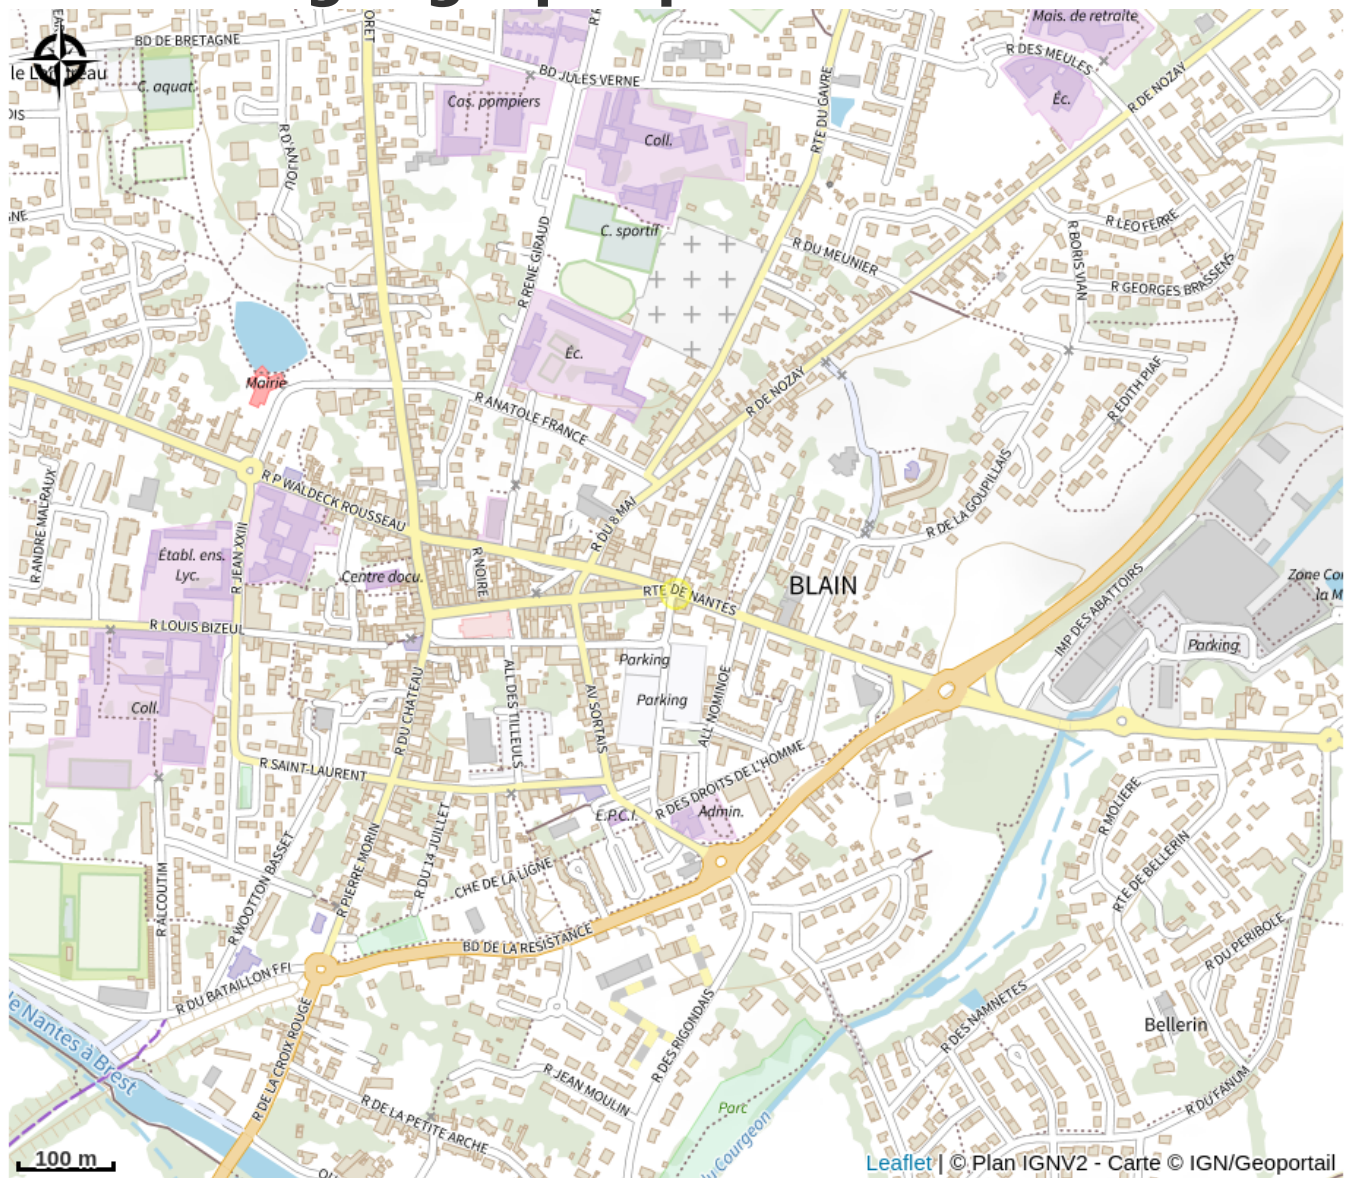 BD DE BRETAGNE
C. aquat.
R D'ANJOU
BD JULES VERNE
Cas. pompiers
Coll.
RTE DU GAVRE
Mais. de retraite
R DES MEULES
Éc.
R DE NOZAY
C. sportif
R RENE GIRAUD
R DU MEUNIER
R LEO FERRE
R BORIS VIAN
R GEORGES BRASSENS
Éc.
Mairie
R ANATOLE FRANCE
R DE NOZAY
R EDITH PIAF
R ANDRE MALRAUX
R P WALDECK ROUSSEAU
R DU 8 MAI
R DE LA GOUPILLAIS
Établ. ens.
Lyc.
R JEAN XXIII
Centre docu.
R NOIRE
RTE DE NANTES
BLAIN
IMP DES ABATTOIRS
R LOUIS BIZEUL
Parking
Parking
Parking
Coll.
R DU CHATEAU
ALL DES TILLEULS
AV SORTAIS
ALL NOMINOE
R SAINT-LAURENT
R DES DROITS DE L'HOMME
E.P.C.I.
Admin.
R MOLIERE
RTE DE BELLERIN
R ALCOUTIM
R WOOTTON BASSET
R PIERRE MORIN
R DU 14 JUILLET
CHE DE LA LIGNE
BD DE LA RESISTANCE
R DU BATAILLON FFI
R DU PERIBOLE
R DES NAMNETES
Bellerin
de Nantes à Brest
R DE LA CROIX ROUGE
R DES RIGONDAIS
R JEAN MOULIN
R DE LA PETITE ARCHE
Parc
du Courgeon
R DU FANUM
100 m
Leaflet | © Plan IGNV2 - Carte © IGN/Geoportail